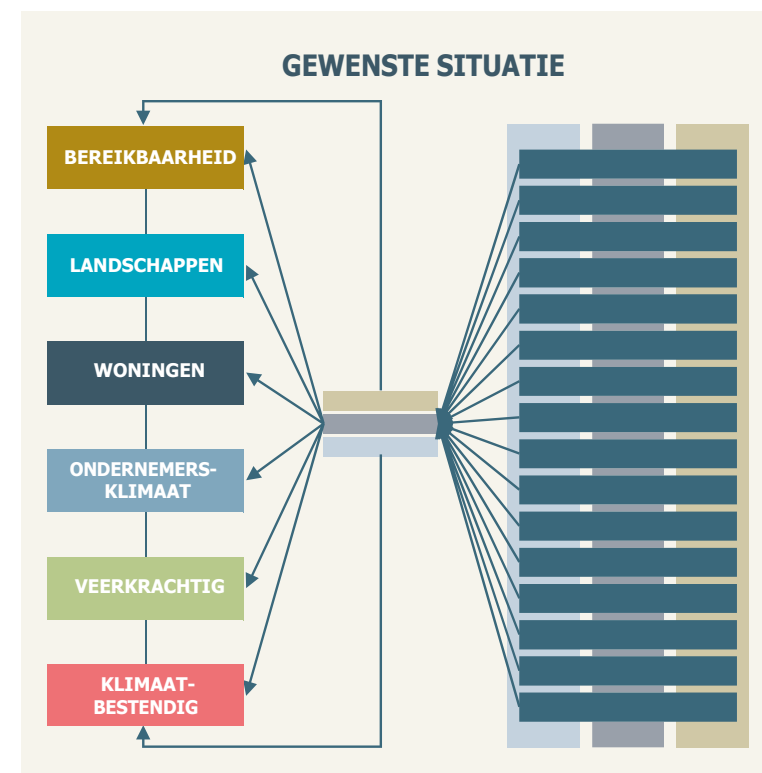 GEWENSTE SITUATIE
BEREIKBAARHEID
LANDSCHAPPEN
WONINGEN
ONDERNEMERS-
KLIMAAT
VEERKRACHTIG
KLIMAAT-
BESTENDIG